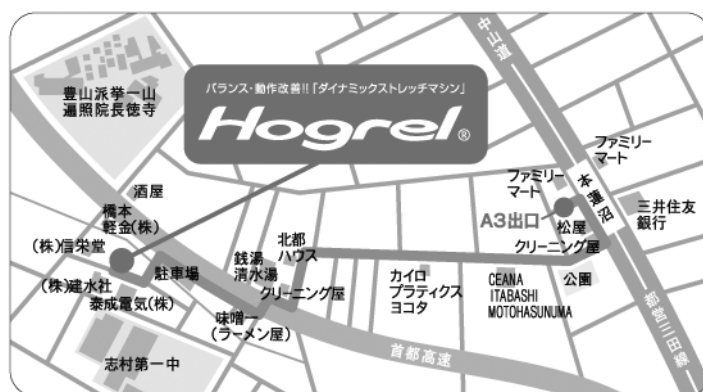 中山道
豊山派挙一山
遍照院長徳寺
バランス・動作改善!!「ダイナミックストレッチマシン」
Hogrel®
ファミリー
マート
ファミリー
マート
本蓮沼
酒屋
橋本
軽金(株)
A3出口
松屋
クリーニング屋
三井住友
銀行
(株)信栄堂
(株)建水社
泰成電気(株)
駐車場
銭湯
清水湯
北都
ハウス
クリーニング屋
カイロ
プラティクス
ヨコタ
CEANA
ITABASHI
MOTOHASUNUMA
公園
味噌一
(ラーメン屋)
志村第一中
首都高速
都営三田線